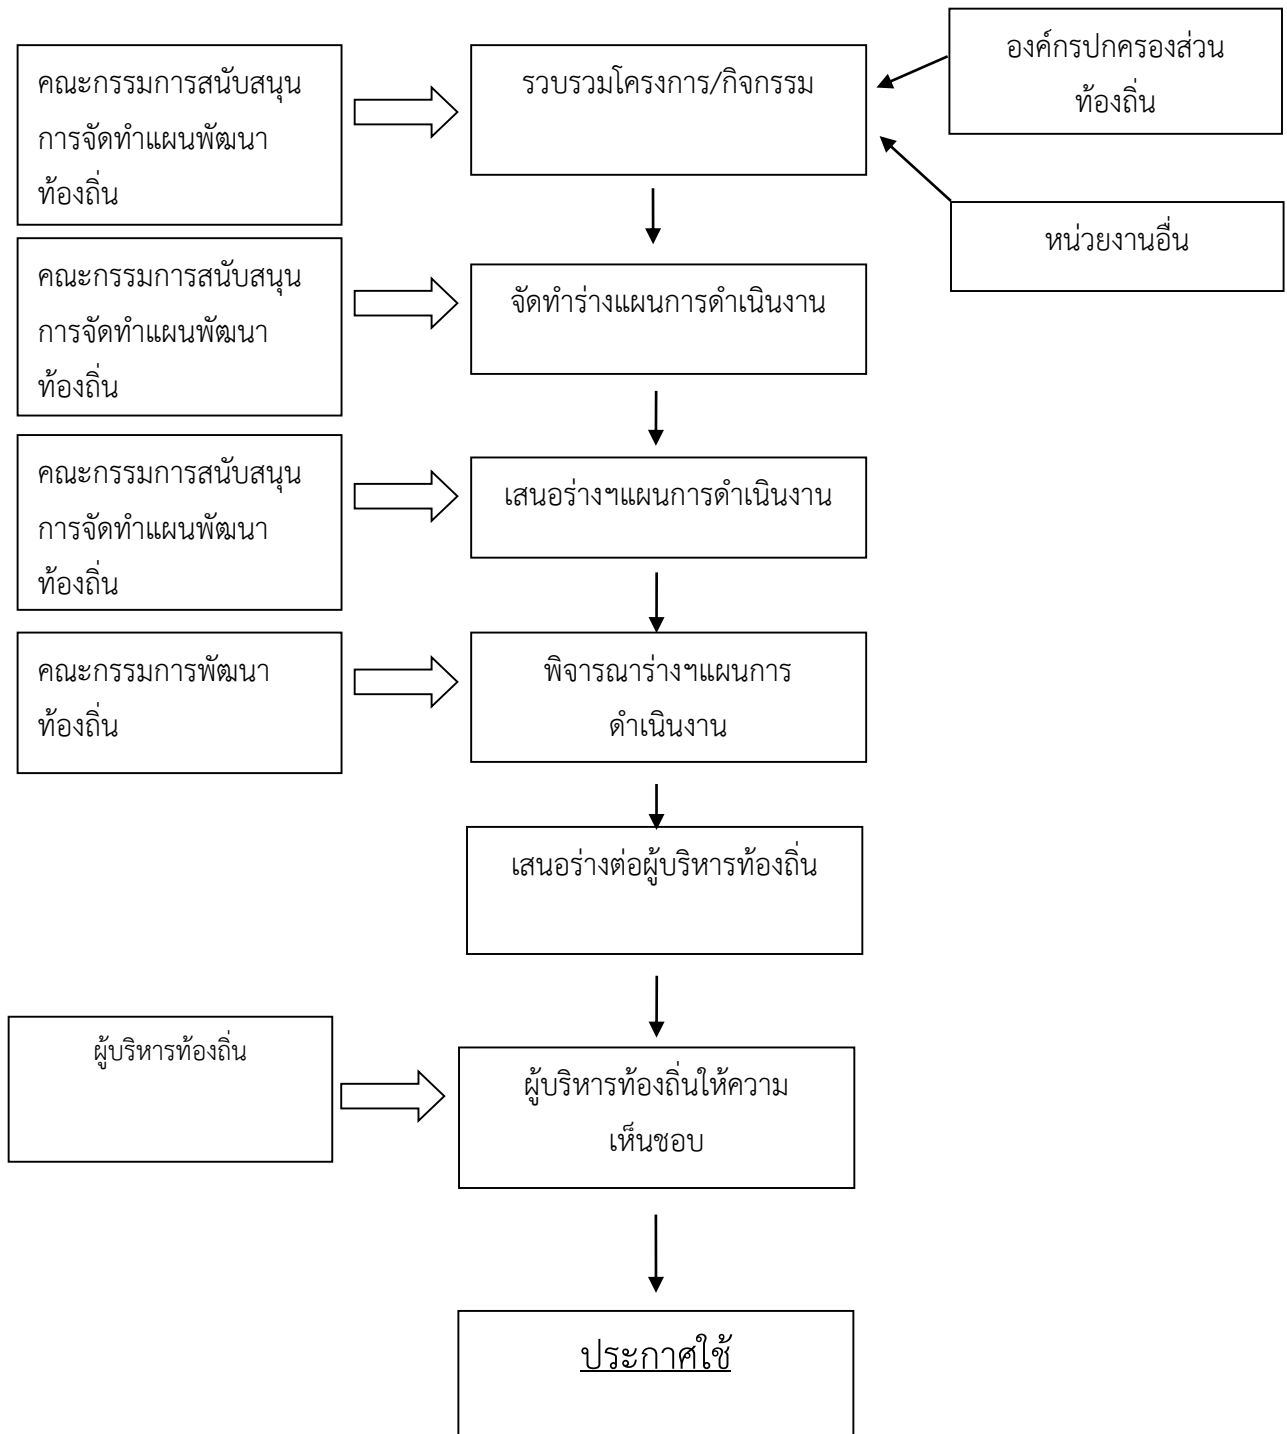 องค์กรปกครองส่วน
ท้องถิ่น
คณะกรรมการสนับสนุน
การจัดทำแผนพัฒนา
ท้องถิ่น
รวบรวมโครงการ/กิจกรรม
หน่วยงานอื่น
คณะกรรมการสนับสนุน
การจัดทำแผนพัฒนา
ท้องถิ่น
จัดทำร่างแผนการดำเนินงาน
คณะกรรมการสนับสนุน
การจัดทำแผนพัฒนา
ท้องถิ่น
เสนอร่างฯแผนการดำเนินงาน
คณะกรรมการพัฒนา
ท้องถิ่น
พิจารณาร่างฯแผนการ
ดำเนินงาน
เสนอร่างต่อผู้บริหารท้องถิ่น
ผู้บริหารท้องถิ่น
ผู้บริหารท้องถิ่นให้ความ
เห็นชอบ
ประกาศใช้